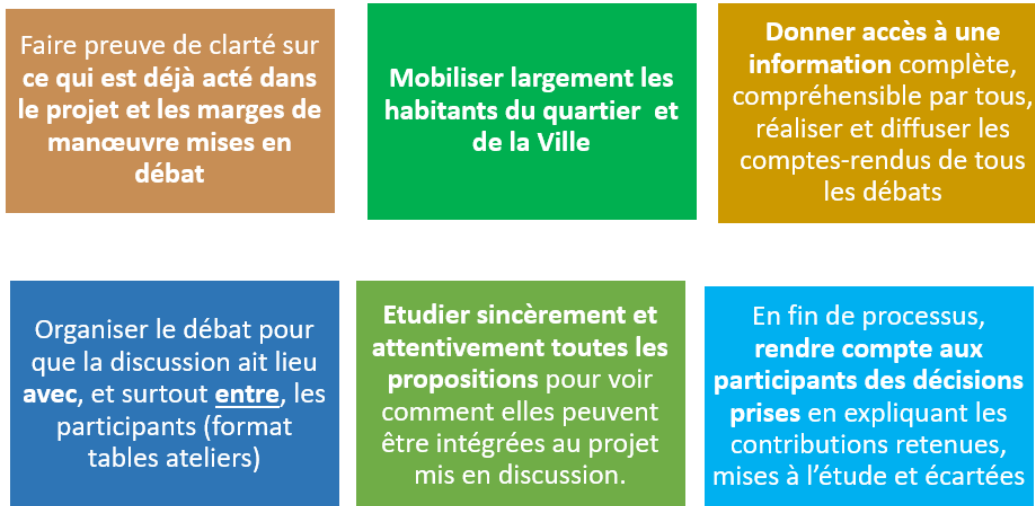 Faire preuve de clarté sur
ce qui est déjà acté dans
le projet et les marges de
manœuvre mises en
débat
Mobiliser largement les
habitants du quartier et
de la Ville
Donner accès à une
information complète,
compréhensible par tous,
réaliser et diffuser les
comptes-rendus de tous
les débats
Organiser le débat pour
que la discussion ait lieu
avec, et surtout entre, les
participants (format
tables ateliers)
Etudier sincèrement et
attentivement toutes les
propositions pour voir
comment elles peuvent
être intégrées au projet
mis en discussion.
En fin de processus,
rendre compte aux
participants des décisions
prises en expliquant les
contributions retenues,
mises à l’étude et écartées